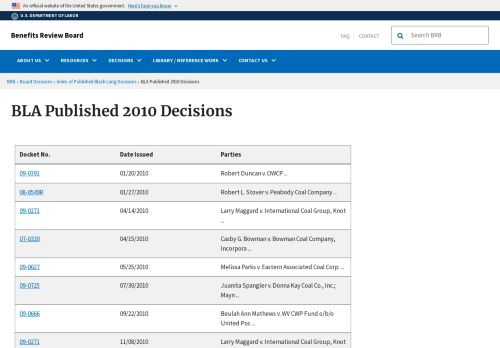 An official website of the United States government. Here's how you know
U.S. DEPARTMENT OF LABOR
Benefits Review Board
FAQ CONTACT
Search BRB
ABOUT US RESOURCES DECISIONS LIBRARY / REFERENCE WORK CONTACT US
BRB » Board Decisions » Index of Published Black Lung Decisions » BLA Published 2010 Decisions
BLA Published 2010 Decisions
Docket No. Date Issued Parties
09-0391 01/20/2010 Robert Duncan v. OWCP ...
08-0549R 01/27/2010 Robert L. Stover v. Peabody Coal Company ...
09-0271 04/14/2010 Larry Maggard v. International Coal Group, Knot
...
07-0320 04/15/2010 Casby G. Bowman v. Bowman Coal Company,
Incorpora ...
09-0627 05/25/2010 Melissa Parks v. Eastern Associated Coal Corp. ...
09-0725 07/30/2010 Juanita Spangler v. Donna Kay Coal Co., Inc.;
Mayn ...
09-0666 09/22/2010 Beulah Ann Mathews v. WV CWP Fund o/b/o
United Poc ...
09-0271 11/08/2010 Larry Maggard v. International Coal Group, Knot